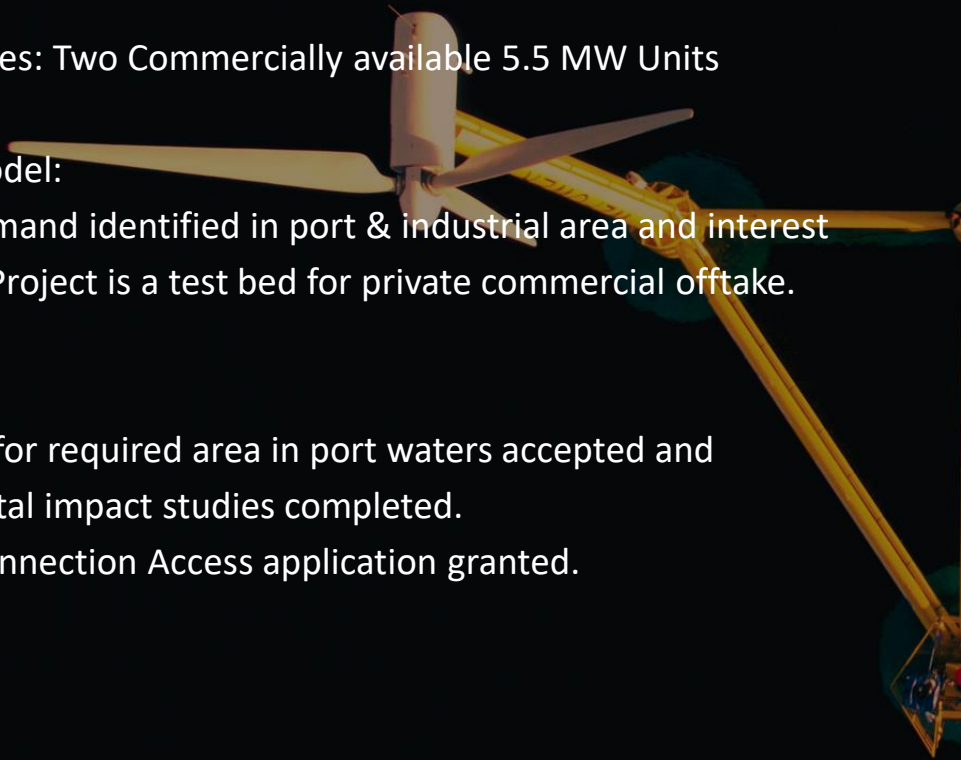 es: Two Commercially available 5.5 MW Units
odel:
mand identified in port & industrial area and interest
Project is a test bed for private commercial offtake.
for required area in port waters accepted and
tal impact studies completed.
nnection Access application granted.